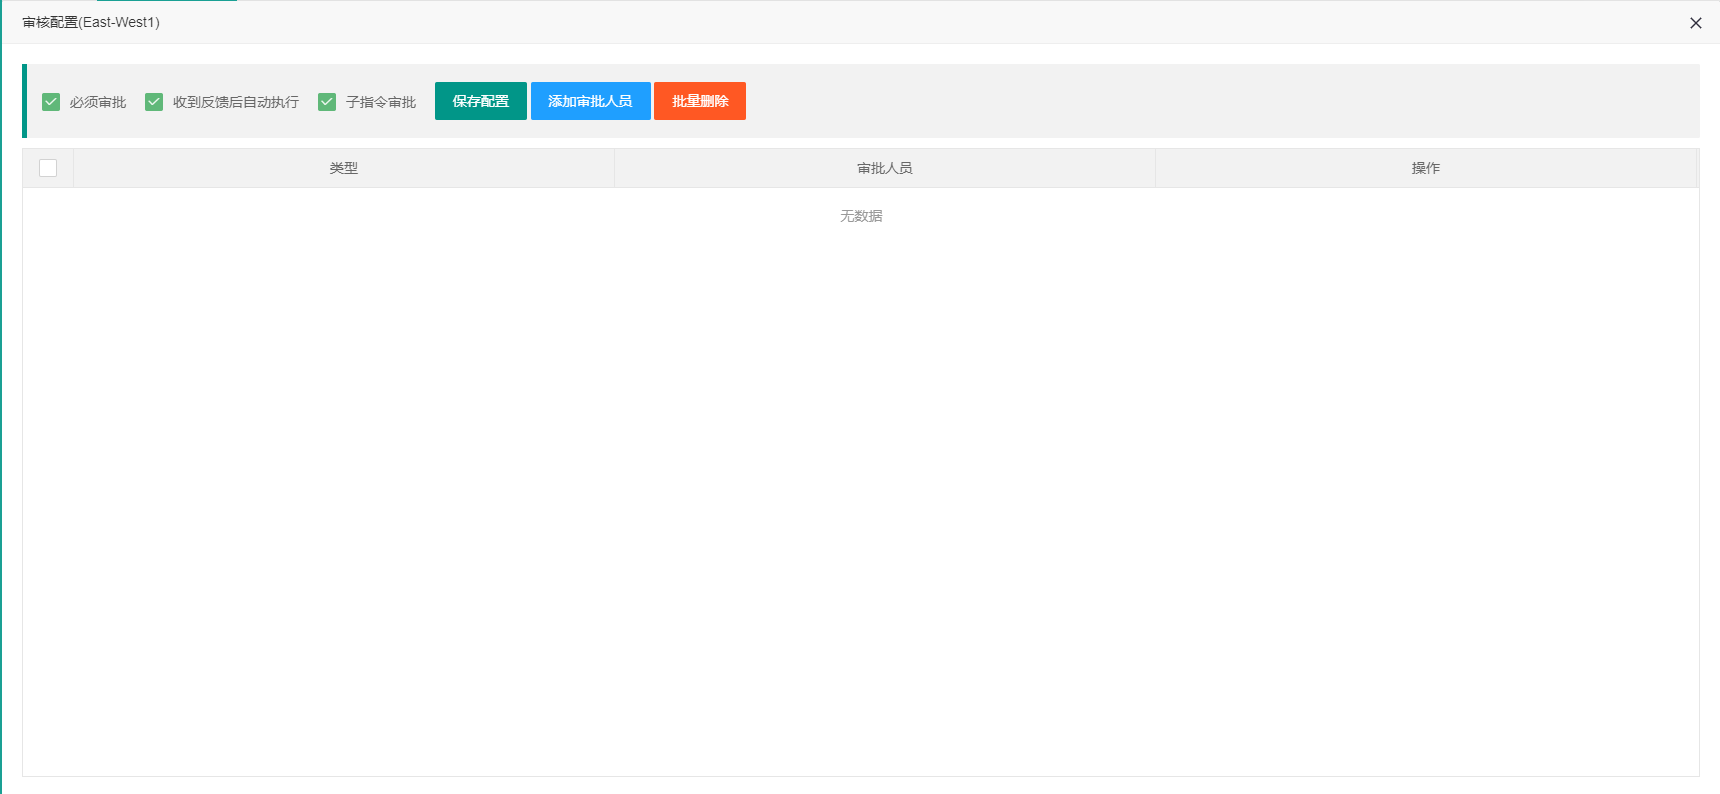 审核配置(East-West1)
必须审批 收到反馈后自动执行 子指令审批 保存配置 添加审批人员 批量删除
类型 审批人员 操作
无数据